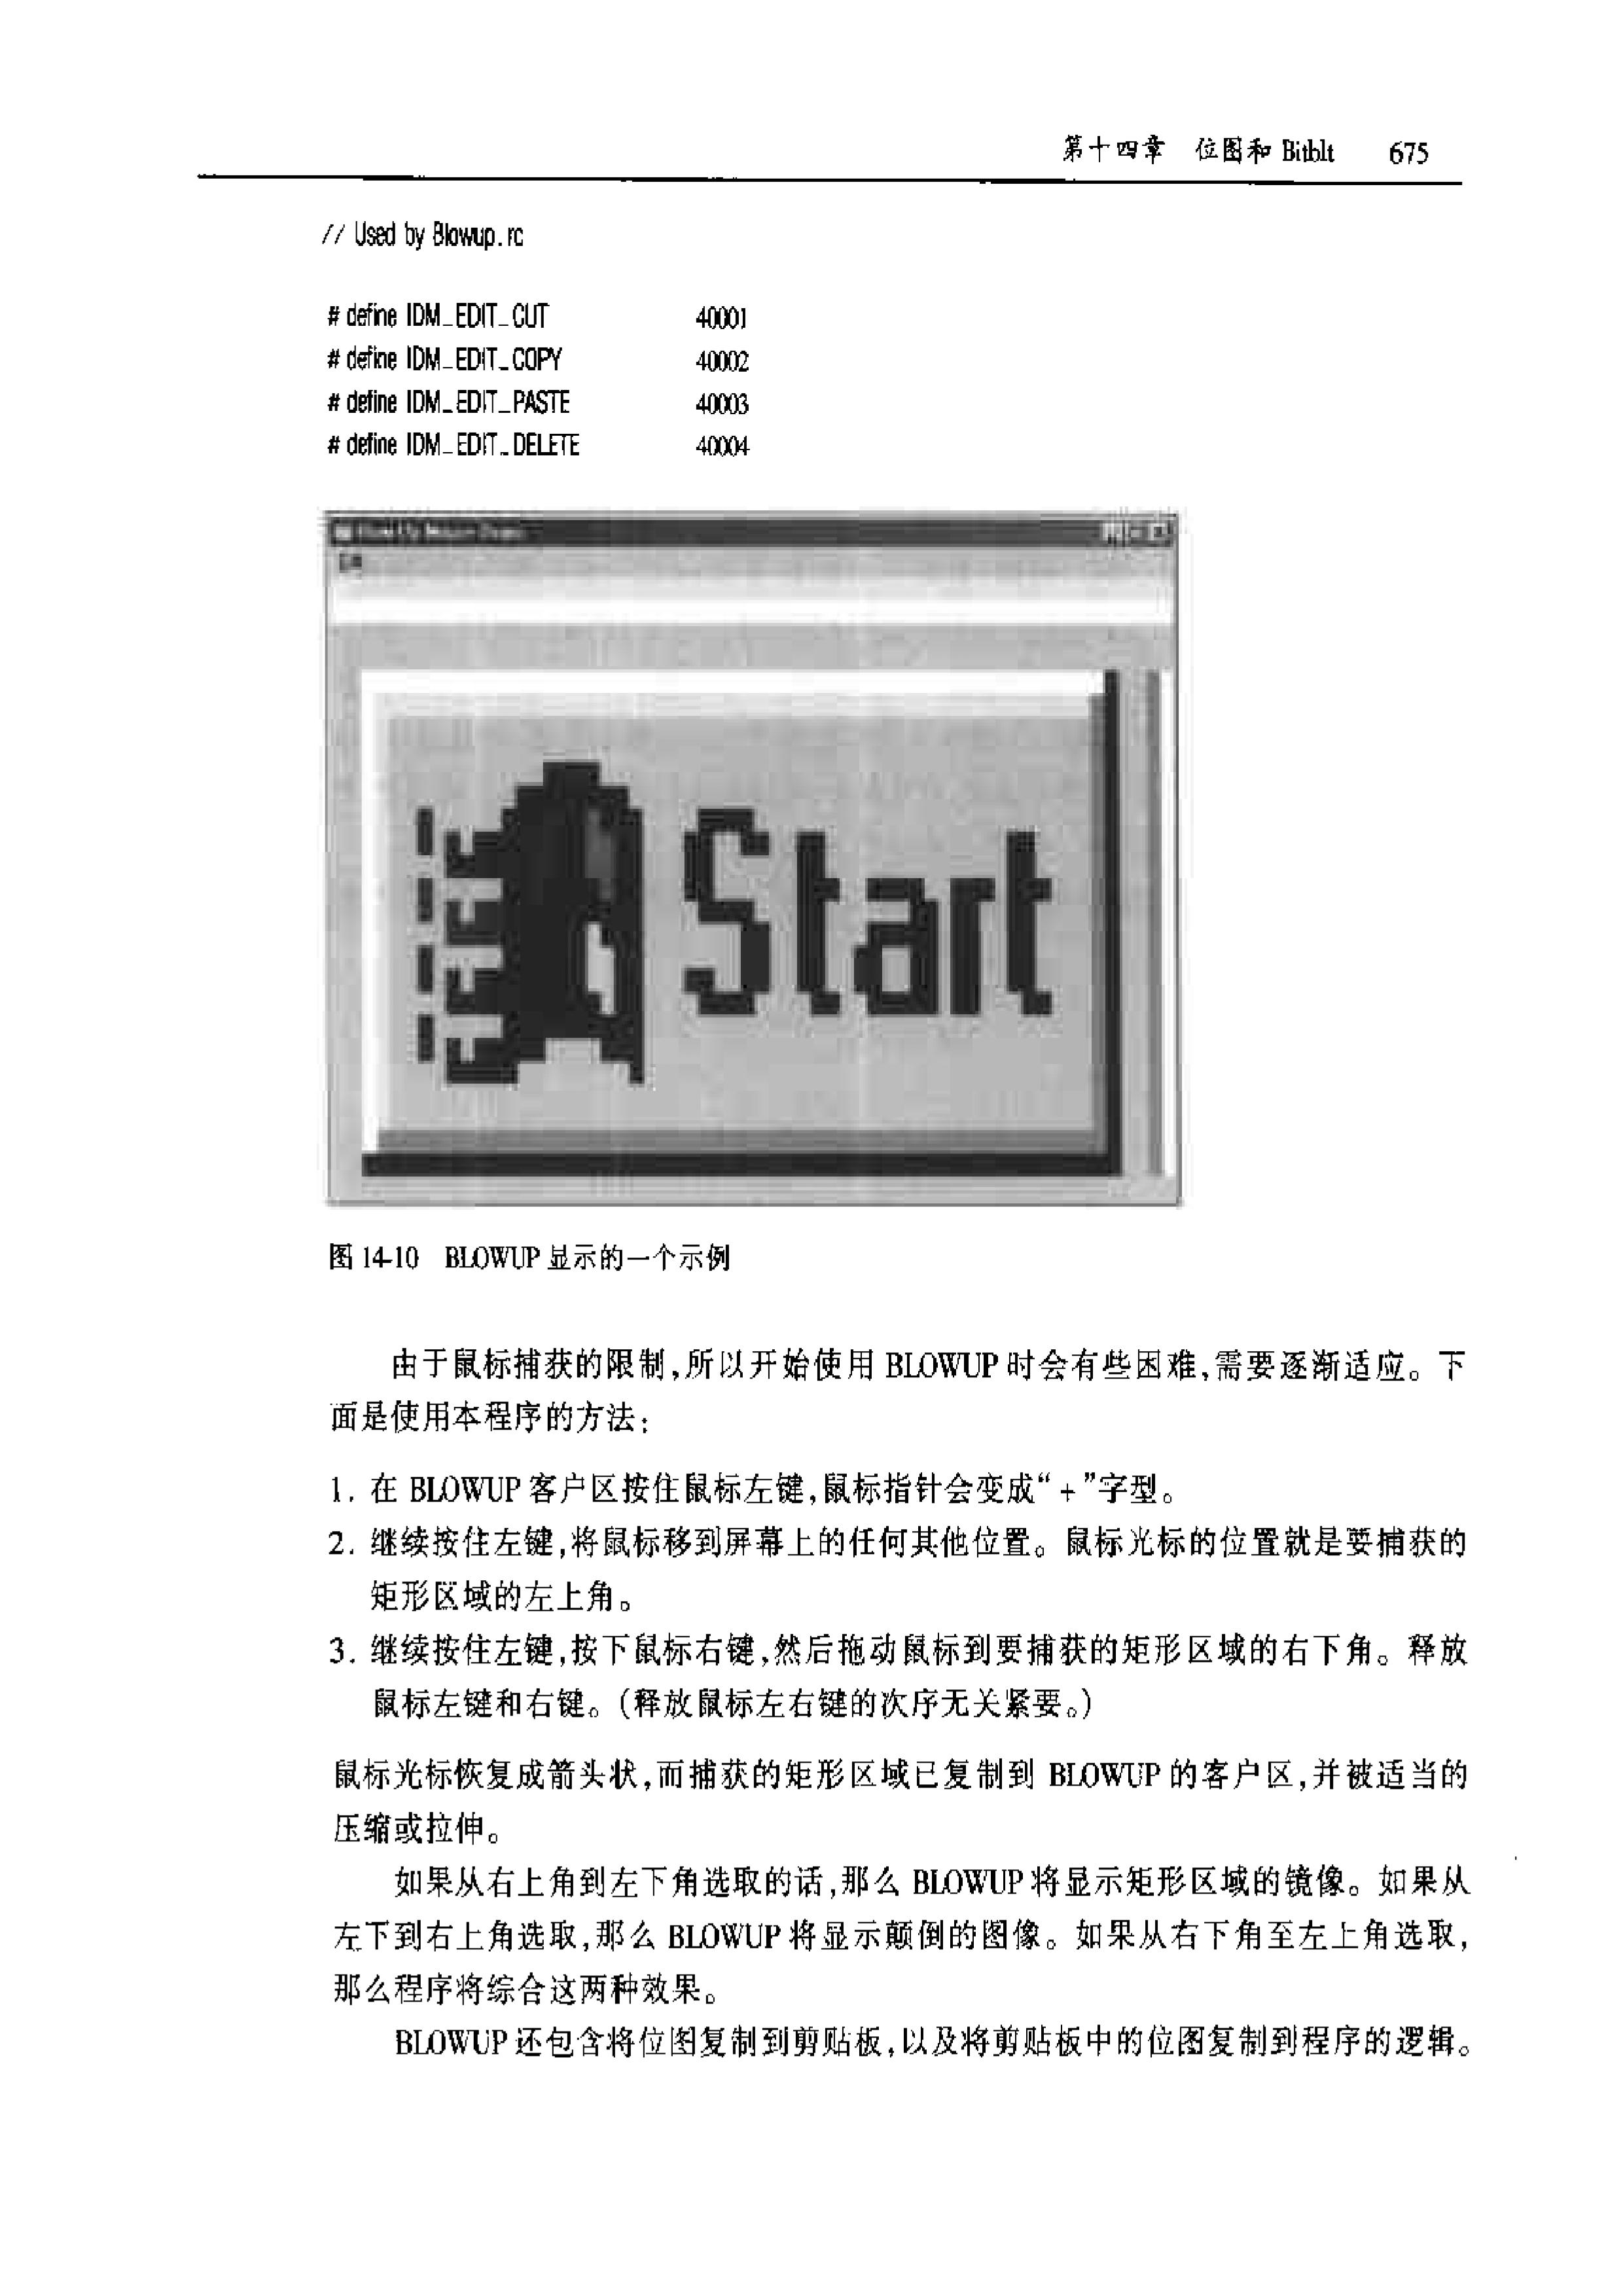 第十四章 位图和 Bitblt 675
// Used by Blowup.rc
# define IDM_EDIT_CUT 40001
# define IDM_EDIT_COPY 40002
# define IDM_EDIT_PASTE 40003
# define IDM_EDIT_DELETE 40004
Start
图 14-10 BLOWUP 显示的一个示例
由于鼠标捕获的限制,所以开始使用 BLOWUP 时会有些困难,需要逐渐适应。下
面是使用本程序的方法:
1. 在 BLOWUP 客户区按住鼠标左键,鼠标指针会变成“+”字型。
2. 继续按住左键,将鼠标移到屏幕上的任何其他位置。鼠标光标的位置就是要捕获的
矩形区域的左上角。
3. 继续按住左键,按下鼠标右键,然后拖动鼠标到要捕获的矩形区域的右下角。释放
鼠标左键和右键。(释放鼠标左右键的次序无关紧要。)
鼠标光标恢复成箭头状,而捕获的矩形区域已复制到 BLOWUP 的客户区,并被适当的
压缩或拉伸。
如果从右上角到左下角选取的话,那么 BLOWUP 将显示矩形区域的镜像。如果从
左下到右上角选取,那么 BLOWUP 将显示颠倒的图像。如果从右下角至左上角选取,
那么程序将综合这两种效果。
BLOWUP 还包含将位图复制到剪贴板,以及将剪贴板中的位图复制到程序的逻辑。